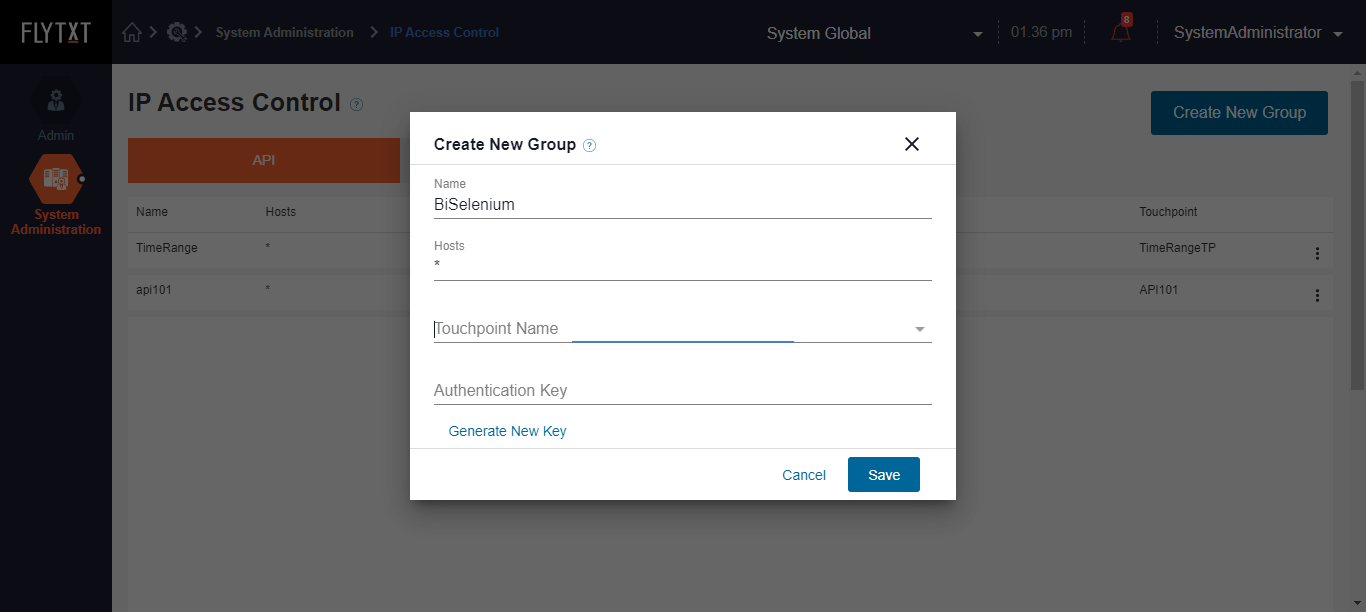 FLYTXT
System Administration
IP Access Control
System Global
01.36 pm
8
SystemAdministrator
Admin
System
Administration
IP Access Control ?
Create New Group
API
Name Hosts Touchpoint
TimeRange * TimeRangeTP
api101 * API101
Create New Group ?
Name
BiSelenium
Hosts
*
Touchpoint Name
Authentication Key
Generate New Key
Cancel Save